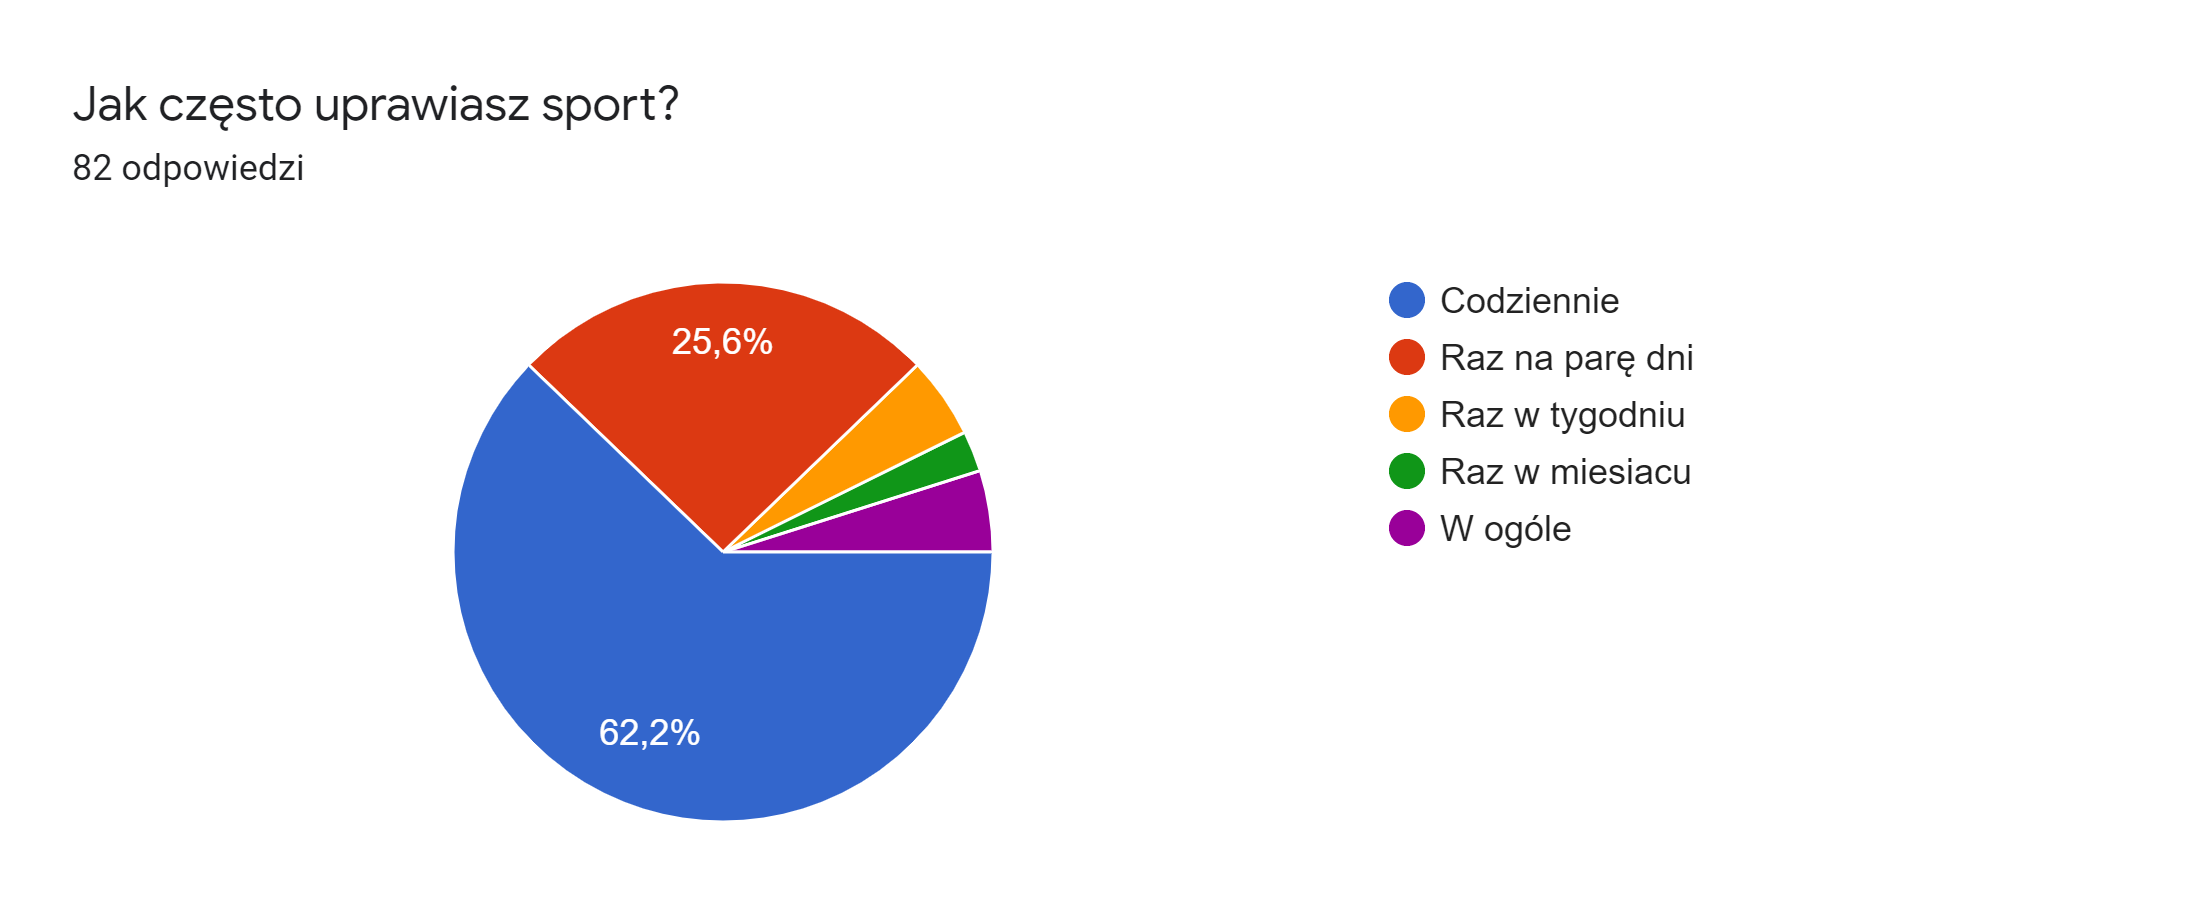 Jak często uprawiasz sport?
82 odpowiedzi
25,6%
62,2%
Codziennie
Raz na parę dni
Raz w tygodniu
Raz w miesiacu
W ogóle